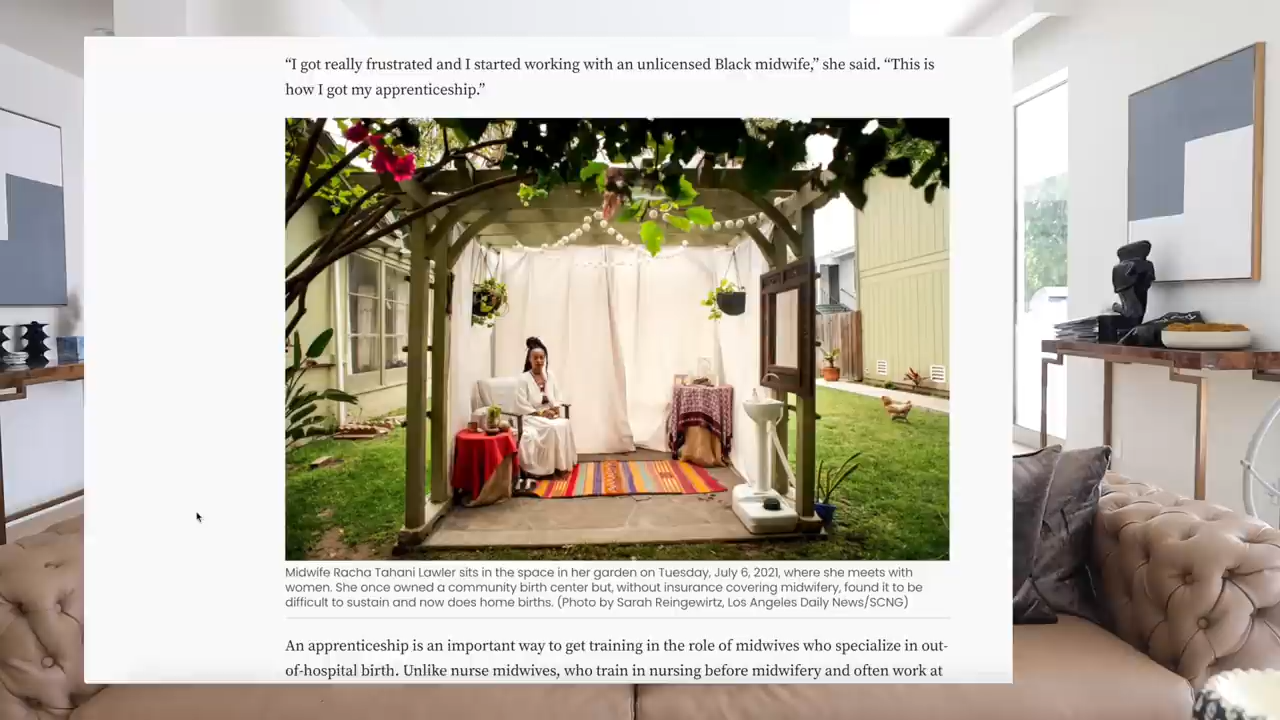 “I got really frustrated and I started working with an unlicensed Black midwife,” she said. “This is
how I got my apprenticeship.”
Midwife Racha Tahani Lawler sits in the space in her garden on Tuesday, July 6, 2021, where she meets with
women. She once owned a community birth center but, without insurance covering midwifery, found it to be
difficult to sustain and now does home births. (Photo by Sarah Reingewirtz, Los Angeles Daily News/SCNG)
An apprenticeship is an important way to get training in the role of midwives who specialize in out-
of-hospital birth. Unlike nurse midwives, who train in nursing before midwifery and often work at